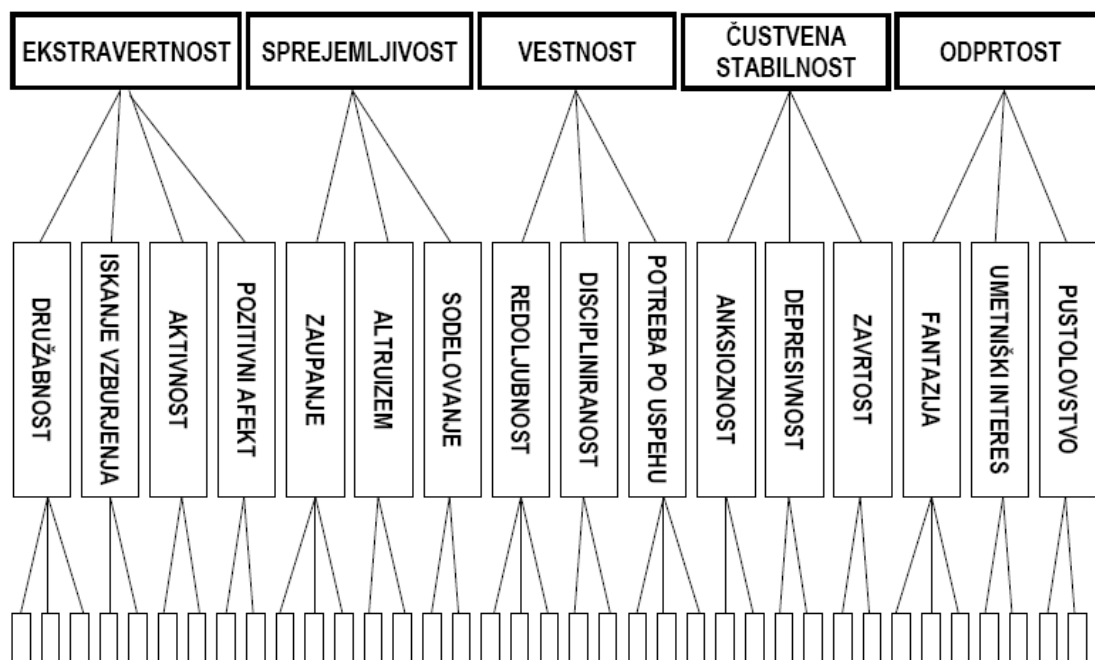 EKSTRAVERTNOST
SPREJEMLJIVOST
VESTNOST
ČUSTVENA
STABILNOST
ODPRTOST
DRUŽABNOST
ISKANJE VZBURJENJA
AKTIVNOST
POZITIVNI AFEKT
ZAUPANJE
ALTRUIZEM
SODELOVANJE
REDOLJUBNOST
DISCIPLINIRANOST
POTREBA PO USPEHU
ANKSIOZNOST
DEPRESIVNOST
ZAVRTOST
FANTAZIJA
UMETNIŠKI INTERES
PUSTOLOVSTVO